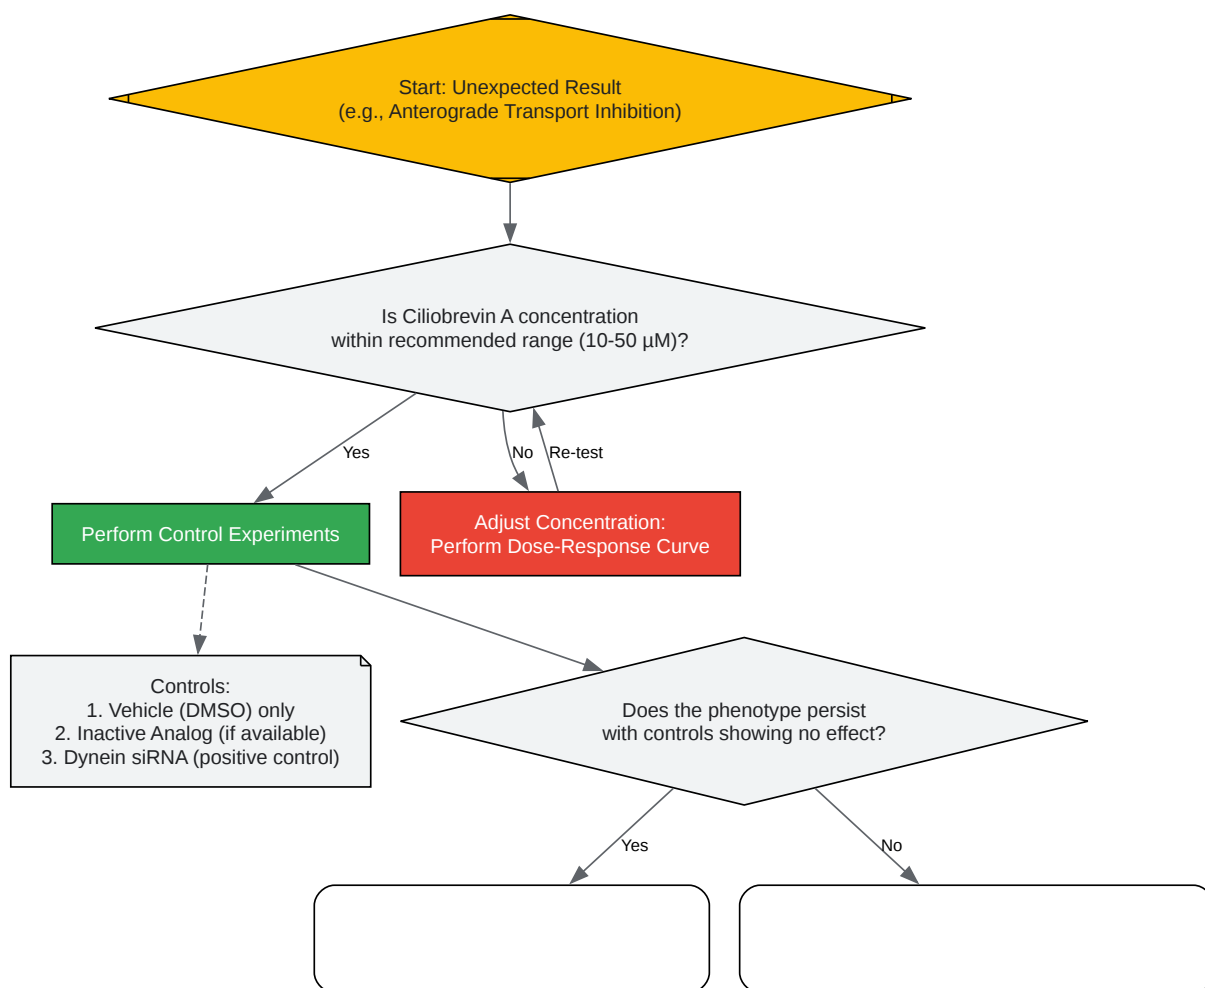 Start: Unexpected Result
(e.g., Anterograde Transport Inhibition)
Is Ciliobrevin A concentration
within recommended range (10-50 µM)?
Yes
No
Re-test
Perform Control Experiments
Adjust Concentration:
Perform Dose-Response Curve
Controls:
1. Vehicle (DMSO) only
2. Inactive Analog (if available)
3. Dynein siRNA (positive control)
Does the phenotype persist
with controls showing no effect?
Yes
No